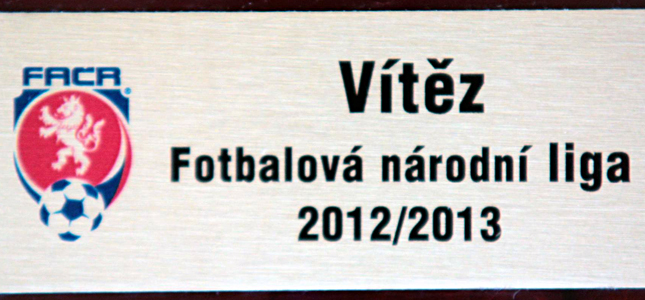 FAČR
Vítěz
Fotbalová národní liga
2012/2013